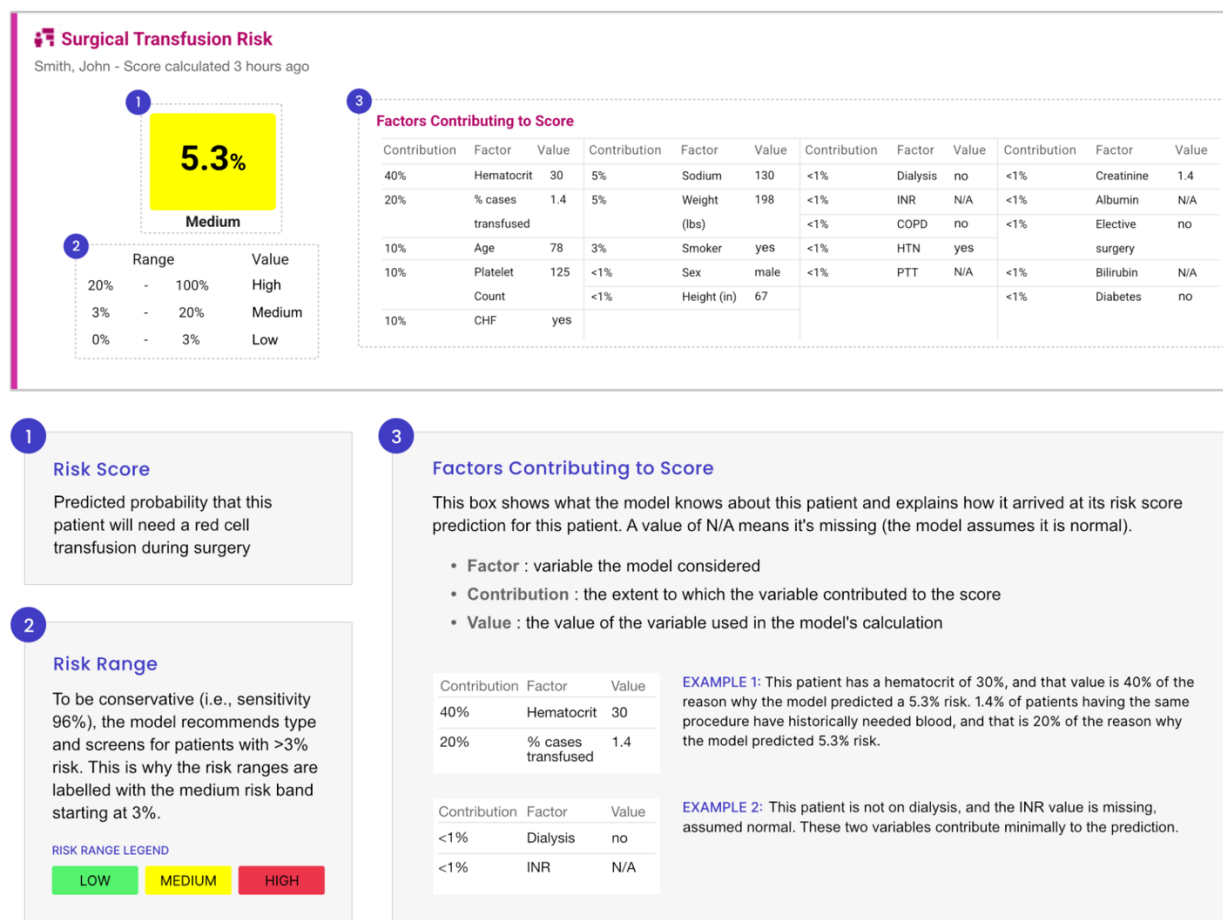 Surgical Transfusion Risk
Smith, John - Score calculated 3 hours ago
1
5.3%
Medium
2
Range Value
20% - 100% High
3% - 20% Medium
0% - 3% Low
3
Factors Contributing to Score
Contribution Factor Value Contribution Factor Value Contribution Factor Value Contribution Factor Value
40% Hematocrit 30 5% Sodium 130 <1% Dialysis no <1% Creatinine 1.4
20% % cases 1.4 5% Weight 198 <1% INR N/A <1% Albumin N/A
transfused (lbs) <1% COPD no <1% Elective no
10% Age 78 3% Smoker yes <1% HTN yes surgery
10% Platelet 125 <1% Sex male <1% PTT N/A <1% Bilirubin N/A
Count <1% Height (in) 67 <1% Diabetes no
10% CHF yes
1
Risk Score
Predicted probability that this
patient will need a red cell
transfusion during surgery
2
Risk Range
To be conservative (i.e., sensitivity
96%), the model recommends type
and screens for patients with >3%
risk. This is why the risk ranges are
labelled with the medium risk band
starting at 3%.
RISK RANGE LEGEND
LOW MEDIUM HIGH
3
Factors Contributing to Score
This box shows what the model knows about this patient and explains how it arrived at its risk score
prediction for this patient. A value of N/A means it's missing (the model assumes it is normal).
• Factor : variable the model considered
• Contribution : the extent to which the variable contributed to the score
• Value : the value of the variable used in the model's calculation
Contribution Factor Value
40% Hematocrit 30
20% % cases 1.4
transfused
EXAMPLE 1: This patient has a hematocrit of 30%, and that value is 40% of the
reason why the model predicted a 5.3% risk. 1.4% of patients having the same
procedure have historically needed blood, and that is 20% of the reason why
the model predicted 5.3% risk.
Contribution Factor Value
<1% Dialysis no
<1% INR N/A
EXAMPLE 2: This patient is not on dialysis, and the INR value is missing,
assumed normal. These two variables contribute minimally to the prediction.